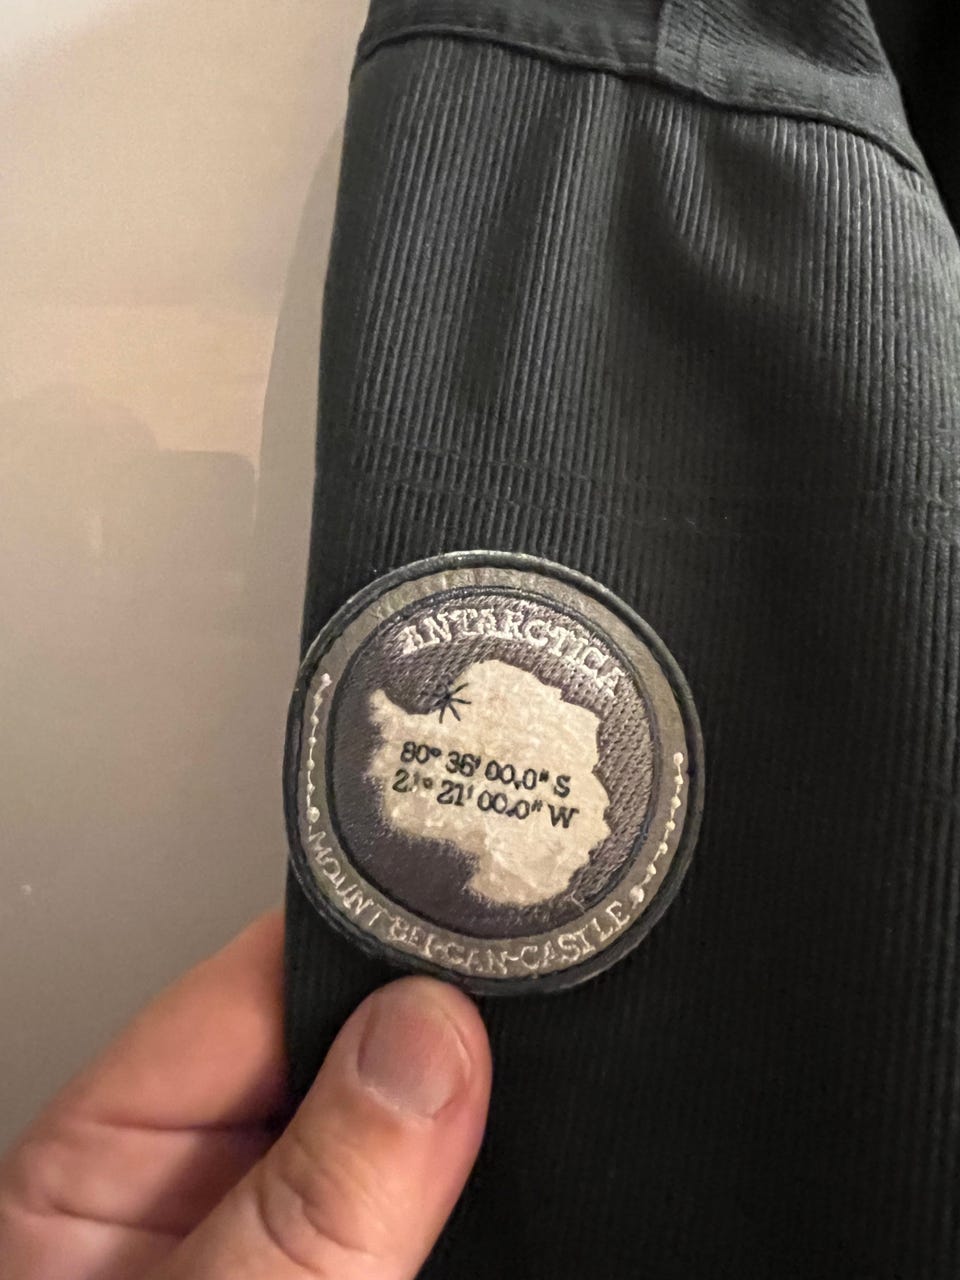 ANTARCTICA
80° 36' 00.0" S
21' 00.0" W
MOUNT CASTLE